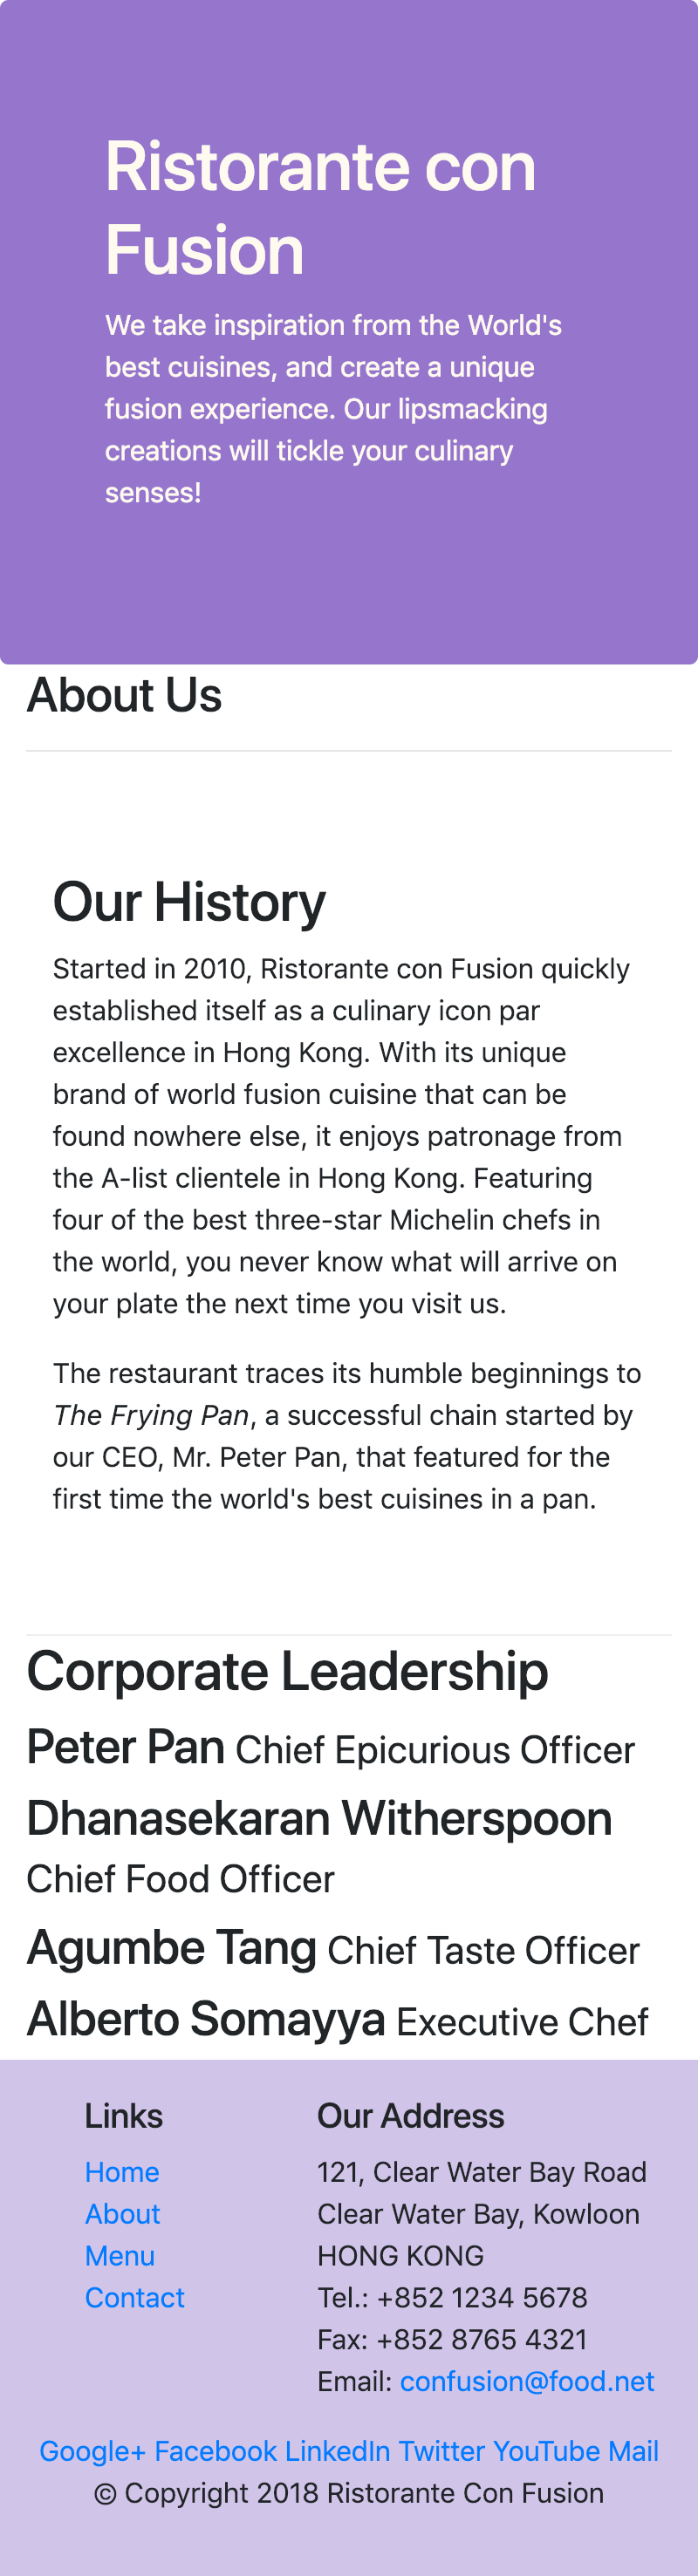 Ristorante con
Fusion
We take inspiration from the World's
best cuisines, and create a unique
fusion experience. Our lipsmacking
creations will tickle your culinary
senses!
About Us
Our History
Started in 2010, Ristorante con Fusion quickly
established itself as a culinary icon par
excellence in Hong Kong. With its unique
brand of world fusion cuisine that can be
found nowhere else, it enjoys patronage from
the A-list clientele in Hong Kong. Featuring
four of the best three-star Michelin chefs in
the world, you never know what will arrive on
your plate the next time you visit us.
The restaurant traces its humble beginnings to
The Frying Pan, a successful chain started by
our CEO, Mr. Peter Pan, that featured for the
first time the world's best cuisines in a pan.
Corporate Leadership
Peter Pan Chief Epicurious Officer
Dhanasekaran Witherspoon
Chief Food Officer
Agumbe Tang Chief Taste Officer
Alberto Somayya Executive Chef
Links
Home
About
Menu
Contact
Our Address
121, Clear Water Bay Road
Clear Water Bay, Kowloon
HONG KONG
Tel.: +852 1234 5678
Fax: +852 8765 4321
Email: confusion@food.net
Google+ Facebook LinkedIn Twitter YouTube Mail
© Copyright 2018 Ristorante Con Fusion